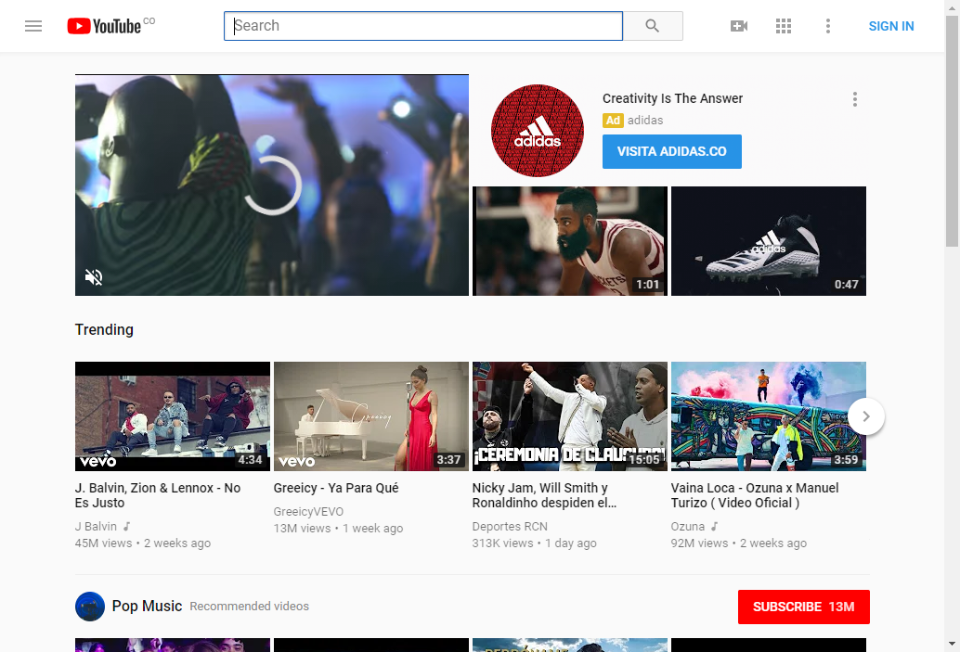 YouTube CO
Search
SIGN IN
Creativity Is The Answer
Ad adidas
VISITA ADIDAS.CO
adidas
1:01
adidas
0:47
Trending
vevo
4:34
Greeicy
vevo
3:37
¡CEREMONIA DE CLAUSURA!
15:05
3:59
J. Balvin, Zion & Lennox - No
Es Justo
J Balvin
45M views • 2 weeks ago
Greeicy - Ya Para Qué
GreeicyVEVO
13M views • 1 week ago
Nicky Jam, Will Smith y
Ronaldinho despiden el...
Deportes RCN
313K views • 1 day ago
Vaina Loca - Ozuna x Manuel
Turizo ( Video Oficial )
Ozuna
92M views • 2 weeks ago
Pop Music Recommended videos
SUBSCRIBE 13M